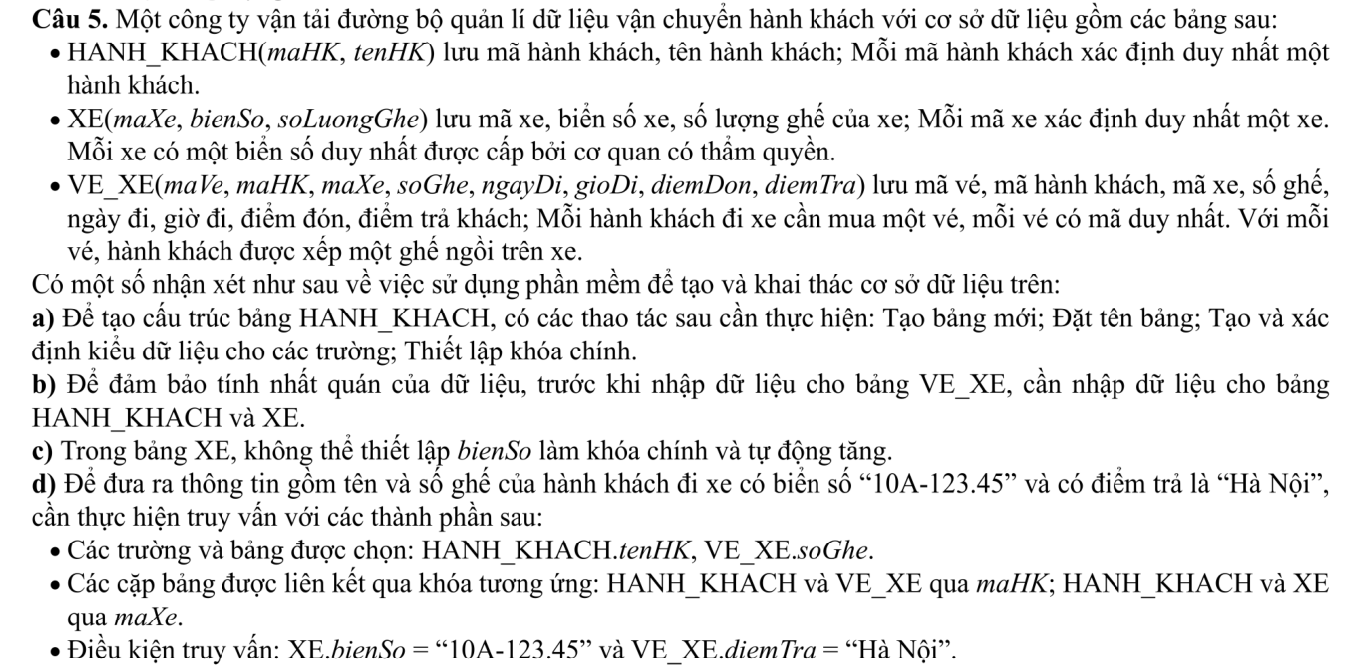 Câu 5. Một công ty vận tải đường bộ quản lí dữ liệu vận chuyển hành khách với cơ sở dữ liệu gồm các bảng sau:
• HANH_KHACH(maHK, tenHK) lưu mã hành khách, tên hành khách; Mỗi mã hành khách xác định duy nhất một
hành khách.
• XE(maXe, bienSo, soLuongGhe) lưu mã xe, biển số xe, số lượng ghế của xe; Mỗi mã xe xác định duy nhất một xe.
Mỗi xe có một biển số duy nhất được cấp bởi cơ quan có thẩm quyền.
• VE_XE(maVe, maHK, maXe, soGhe, ngayDi, gioDi, diemDon, diemTra) lưu mã vé, mã hành khách, mã xe, số ghế,
ngày đi, giờ đi, điểm đón, điểm trả khách; Mỗi hành khách đi xe cần mua một vé, mỗi vé có mã duy nhất. Với mỗi
vé, hành khách được xếp một ghế ngồi trên xe.
Có một số nhận xét như sau về việc sử dụng phần mềm để tạo và khai thác cơ sở dữ liệu trên:
a) Để tạo cấu trúc bảng HANH_KHACH, có các thao tác sau cần thực hiện: Tạo bảng mới; Đặt tên bảng; Tạo và xác
định kiểu dữ liệu cho các trường; Thiết lập khóa chính.
b) Để đảm bảo tính nhất quán của dữ liệu, trước khi nhập dữ liệu cho bảng VE_XE, cần nhập dữ liệu cho bảng
HANH_KHACH và XE.
c) Trong bảng XE, không thể thiết lập bienSo làm khóa chính và tự động tăng.
d) Để đưa ra thông tin gồm tên và số ghế của hành khách đi xe có biển số “10A-123.45” và có điểm trả là “Hà Nội”,
cần thực hiện truy vấn với các thành phần sau:
• Các trường và bảng được chọn: HANH_KHACH.tenHK, VE_XE.soGhe.
• Các cặp bảng được liên kết qua khóa tương ứng: HANH_KHACH và VE_XE qua maHK; HANH_KHACH và XE
qua maXe.
• Điều kiện truy vấn: XE.bienSo = “10A-123.45” và VE_XE.diemTra = “Hà Nội”.